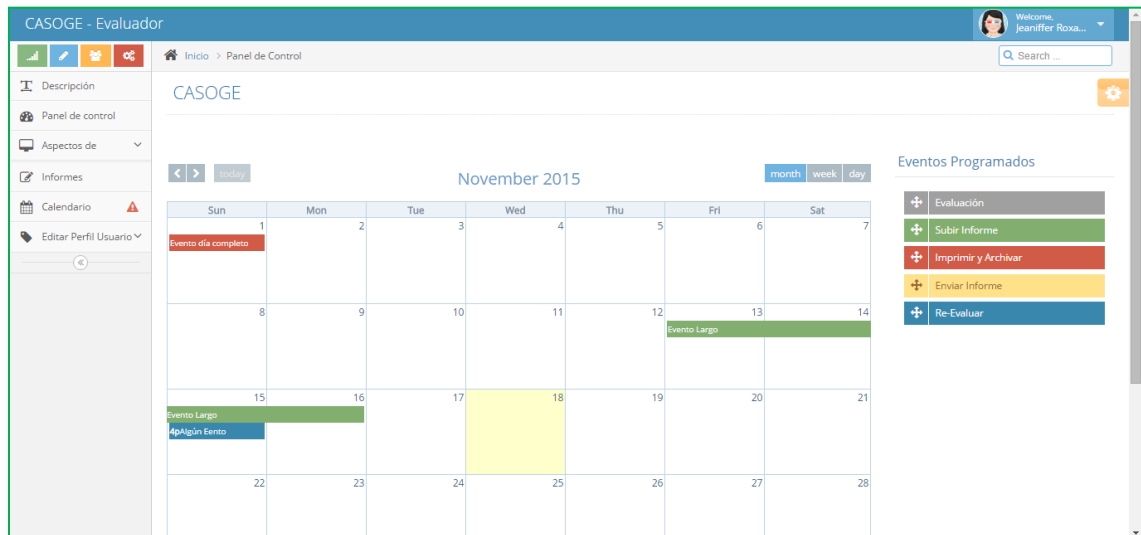 CASOGE - Evaluador
Welcome,
Jeaniffer Roxa...
Inicio > Panel de Control
Search ...
Descripción
Panel de control
Aspectos de
Informes
Calendario
Editar Perfil Usuario
CASOGE
today
November 2015
month week day
Sun Mon Tue Wed Thu Fri Sat
1 2 3 4 5 6 7
Evento día completo
8 9 10 11 12 13 14
Evento Largo
15 16 17 18 19 20 21
Evento Largo
4pAlgún Eento
22 23 24 25 26 27 28
Eventos Programados
Evaluación
Subir Informe
Imprimir y Archivar
Enviar Informe
Re-Evaluar